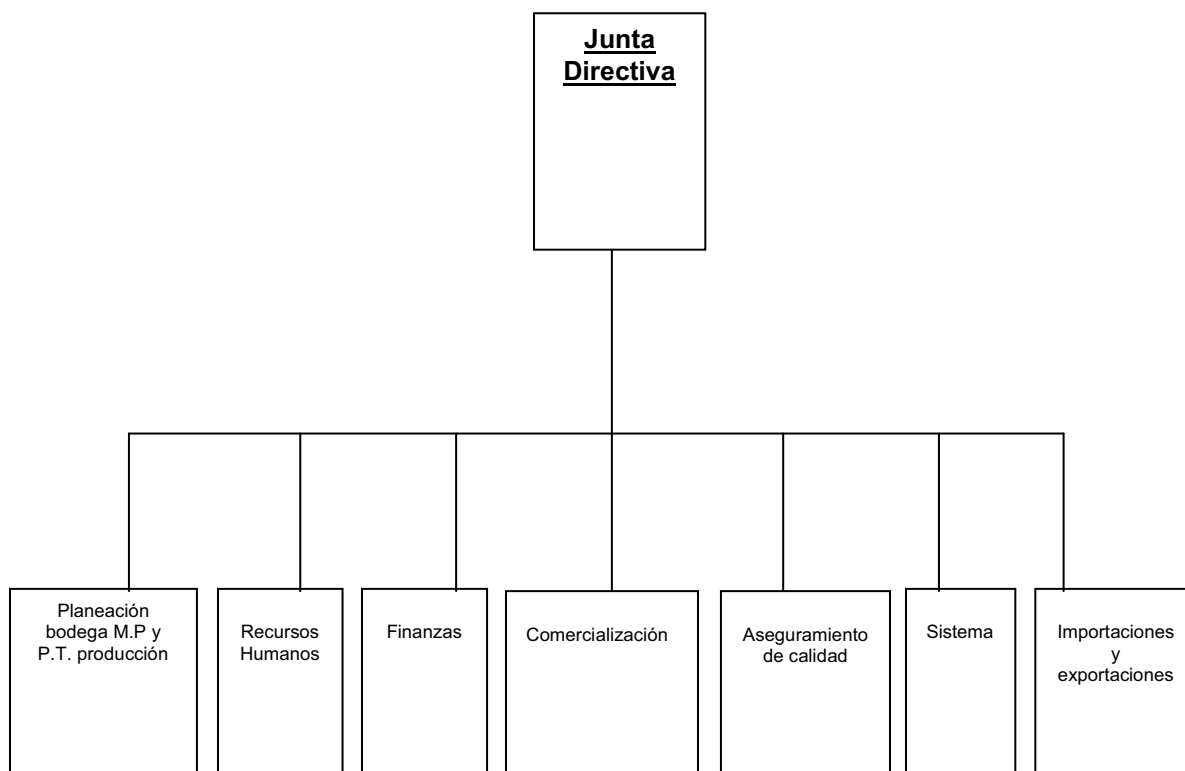 Junta
Directiva
Planeación
bodega M.P y
P.T. producción
Recursos
Humanos
Finanzas
Comercialización
Aseguramiento
de calidad
Sistema
Importaciones
y
exportaciones